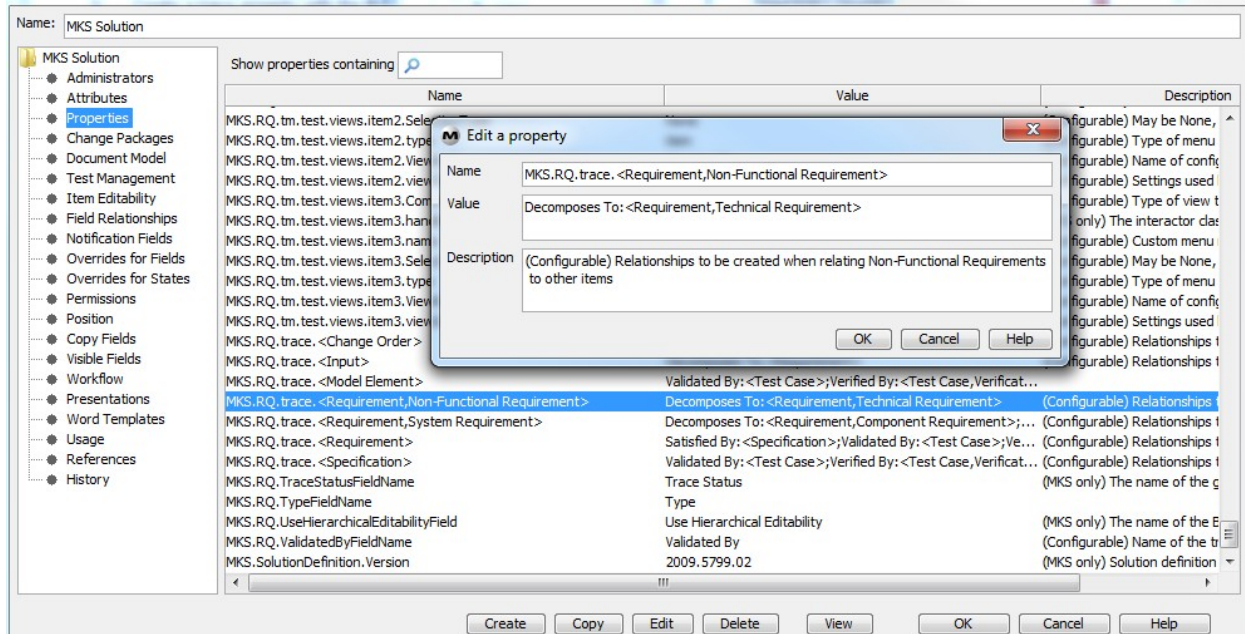 Name: MKS Solution
MKS Solution
Administrators
Attributes
Properties
Change Packages
Document Model
Test Management
Item Editability
Field Relationships
Notification Fields
Overrides for Fields
Overrides for States
Permissions
Position
Copy Fields
Visible Fields
Workflow
Presentations
Word Templates
Usage
References
History
Show properties containing
Name Value Description
MKS.RQ.tm.test.views.item2.Sele figurable) May be None,
MKS.RQ.tm.test.views.item2.type figurable) Type of menu
MKS.RQ.tm.test.views.item2.View figurable) Name of config
MKS.RQ.tm.test.views.item2.view figurable) Settings used
MKS.RQ.tm.test.views.item3.Com figurable) Type of view t
MKS.RQ.tm.test.views.item3.hand only) The interactor clas
MKS.RQ.tm.test.views.item3.nam figurable) Custom menu
MKS.RQ.tm.test.views.item3.Sele figurable) May be None,
MKS.RQ.tm.test.views.item3.type figurable) Type of menu
MKS.RQ.tm.test.views.item3.View figurable) Name of config
MKS.RQ.tm.test.views.item3.view figurable) Settings used
MKS.RQ.trace.<Change Order> figurable) Relationships t
MKS.RQ.trace.<Input> figurable) Relationships t
MKS.RQ.trace.<Model Element> Validated By:<Test Case>;Verified By:<Test Case,Verificat...
MKS.RQ.trace.<Requirement,Non-Functional Requirement> Decomposes To:<Requirement,Technical Requirement> (Configurable) Relationships t
MKS.RQ.trace.<Requirement,System Requirement> Decomposes To:<Requirement,Component Requirement>;... (Configurable) Relationships t
MKS.RQ.trace.<Requirement> Satisfied By:<Specification>;Validated By:<Test Case>;Ve... (Configurable) Relationships t
MKS.RQ.trace.<Specification> Validated By:<Test Case>;Verified By:<Test Case,Verificat... (Configurable) Relationships t
MKS.RQ.TraceStatusFieldName Trace Status (MKS only) The name of the g
MKS.RQ.TypeFieldName Type
MKS.RQ.UseHierarchicalEditabilityField Use Hierarchical Editability (MKS only) The name of the B
MKS.RQ.ValidatedByFieldName Validated By (Configurable) Name of the tr
MKS.SolutionDefinition.Version 2009.5799.02 (MKS only) Solution definition
Edit a property
Name MKS.RQ.trace.<Requirement,Non-Functional Requirement>
Value Decomposes To:<Requirement,Technical Requirement>
Description (Configurable) Relationships to be created when relating Non-Functional Requirements
to other items
OK Cancel Help
Create Copy Edit Delete View OK Cancel Help